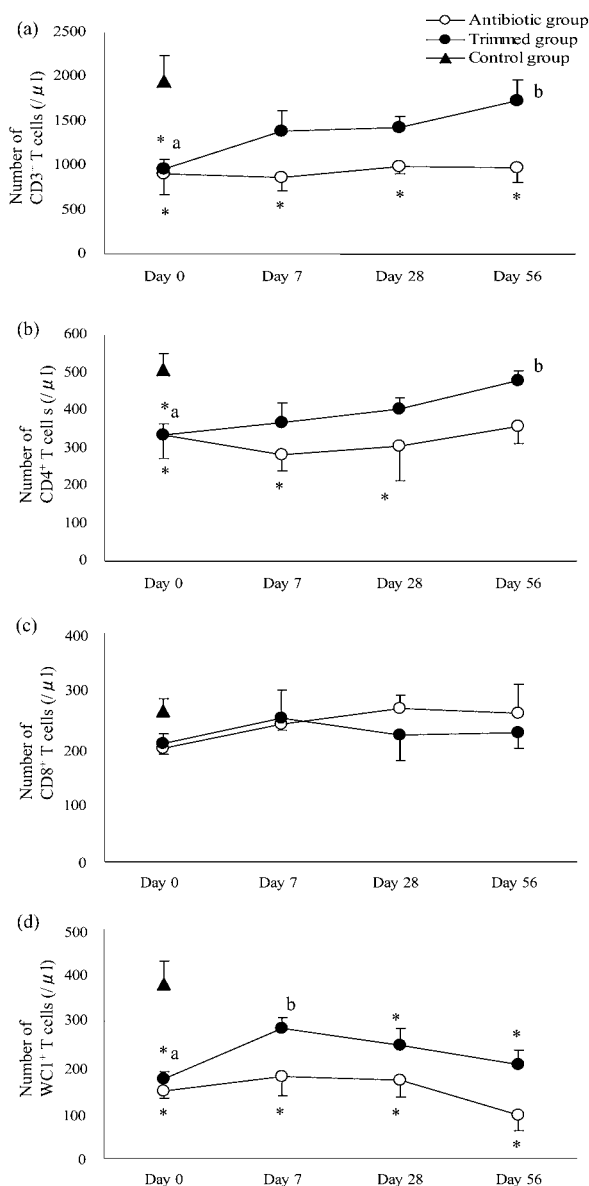 (a)
Antibiotic group
Trimmed group
Control group
Number of
CD3⁺ T cells (/μl)
2500
2000
1500
1000
500
0
* a
b
* * * *
Day 0 Day 7 Day 28 Day 56
(b)
Number of
CD4⁺ T cell s (/μl)
600
500
400
300
200
100
0
*a
b
* * *
Day 0 Day 7 Day 28 Day 56
(c)
Number of
CD8⁺ T cells (/μl)
400
300
200
100
0
Day 0 Day 7 Day 28 Day 56
(d)
Number of
WC1⁺ T cells (/μl)
500
400
300
200
100
0
*a
b
* *
* * * *
Day 0 Day 7 Day 28 Day 56